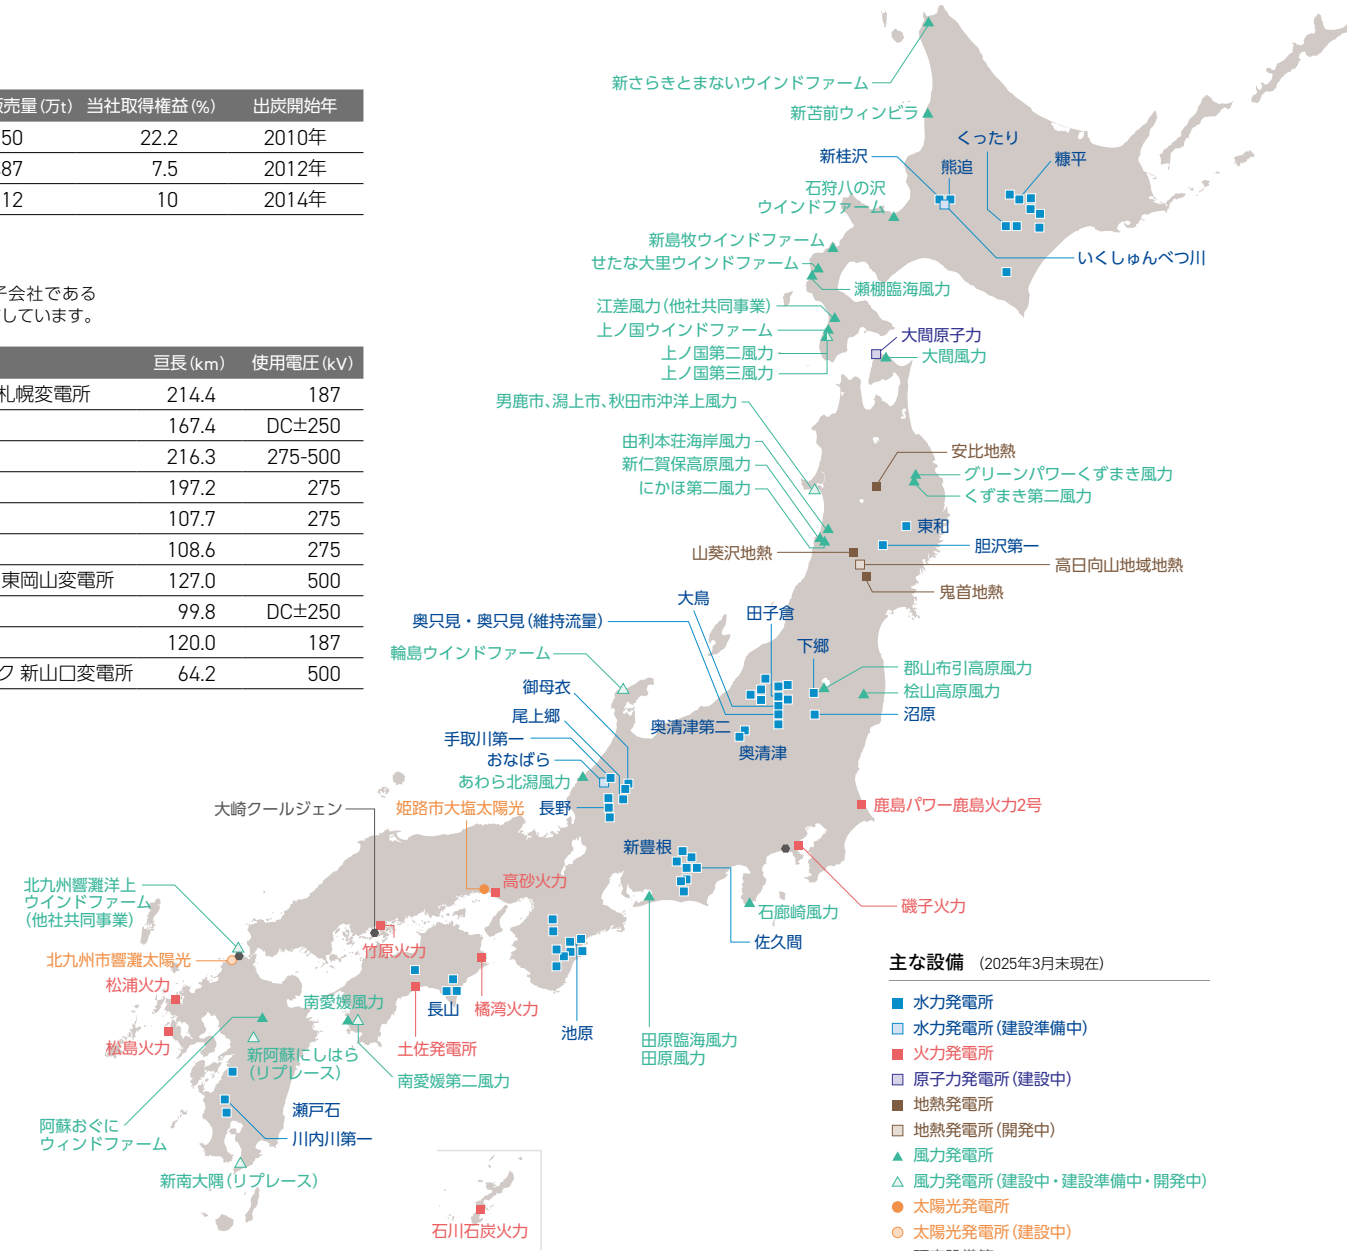 売量(万t) 当社取得権益(%) 出炭開始年
50 22.2 2010年
87 7.5 2012年
12 10 2014年
子会社である
しています。
亘長(km) 使用電圧(kV)
札幌変電所 214.4 187
167.4 DC±250
216.3 275-500
197.2 275
107.7 275
108.6 275
東岡山変電所 127.0 500
99.8 DC±250
120.0 187
ク 新山口変電所 64.2 500
新さらきとまないウインドファーム
新苫前ウィンビラ
くったり
新桂沢
熊追
糠平
石狩八の沢
ウインドファーム
新島牧ウインドファーム
いくしゅんべつ川
せたな大里ウインドファーム
瀬棚臨海風力
江差風力(他社共同事業)
上ノ国ウインドファーム
大間原子力
上ノ国第二風力
大間風力
上ノ国第三風力
男鹿市、潟上市、秋田市沖洋上風力
由利本荘海岸風力
安比地熱
新仁賀保高原風力
グリーンパワーくずまき風力
にかほ第二風力
くずまき第二風力
東和
胆沢第一
山葵沢地熱
高日向山地域地熱
鬼首地熱
大鳥
田子倉
奥只見・奥只見(維持流量)
下郷
輪島ウインドファーム
郡山布引高原風力
御母衣
桧山高原風力
尾上郷
沼原
奥清津第二
手取川第一
奥清津
おなばら
あわら北潟風力
大崎クールジェン
姫路市大塩太陽光
長野
鹿島パワー鹿島火力2号
新豊根
高砂火力
北九州響灘洋上
ウインドファーム
(他社共同事業)
石廊崎風力
磯子火力
竹原火力
佐久間
北九州市響灘太陽光
松浦火力
南愛媛風力
長山
橘湾火力
池原
松島火力
新阿蘇にしはら
(リプレース)
土佐発電所
田原臨海風力
田原風力
南愛媛第二風力
瀬戸石
阿蘇おぐに
ウィンドファーム
川内川第一
新南大隅(リプレース)
石川石炭火力
主な設備 (2025年3月末現在)
水力発電所
水力発電所(建設準備中)
火力発電所
原子力発電所(建設中)
地熱発電所
地熱発電所(開発中)
風力発電所
風力発電所(建設中・建設準備中・開発中)
太陽光発電所
太陽光発電所(建設中)